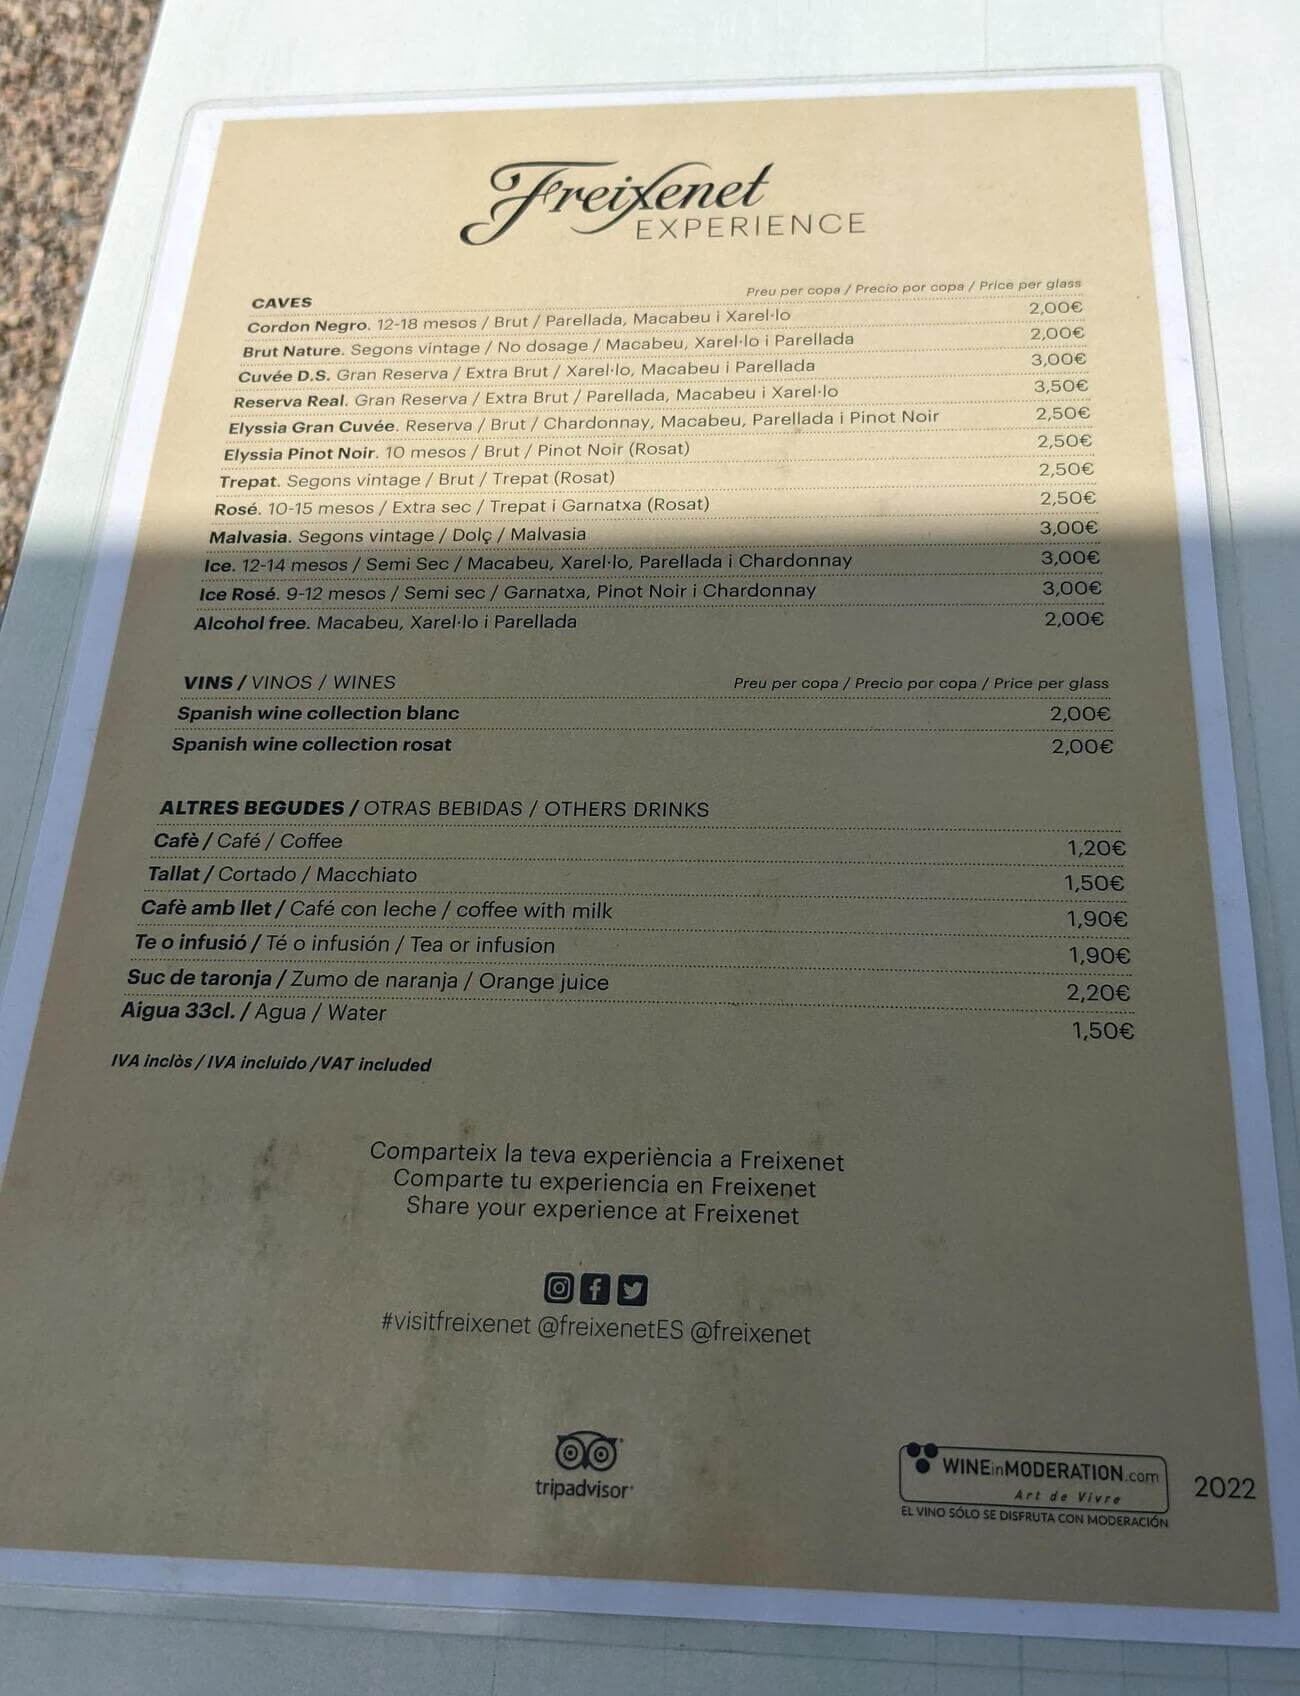 Freixenet
EXPERIENCE
CAVES Preu per copa / Precio por copa / Price per glass
Cordon Negro. 12-18 mesos / Brut / Parellada, Macabeu i Xarel·lo 2,00€
Brut Nature. Segons vintage / No dosage / Macabeu, Xarel·lo i Parellada 2,00€
Cuvée D.S. Gran Reserva / Extra Brut / Xarel·lo, Macabeu i Parellada 3,00€
Reserva Real. Gran Reserva / Extra Brut / Parellada, Macabeu i Xarel·lo 3,50€
Elyssia Gran Cuvée. Reserva / Brut / Chardonnay, Macabeu, Parellada i Pinot Noir 2,50€
Elyssia Pinot Noir. 10 mesos / Brut / Pinot Noir (Rosat) 2,50€
Trepat. Segons vintage / Brut / Trepat (Rosat) 2,50€
Rosé. 10-15 mesos / Extra sec / Trepat i Garnatxa (Rosat) 2,50€
Malvasia. Segons vintage / Dolç / Malvasia 3,00€
Ice. 12-14 mesos / Semi Sec / Macabeu, Xarel·lo, Parellada i Chardonnay 3,00€
Ice Rosé. 9-12 mesos / Semi sec / Garnatxa, Pinot Noir i Chardonnay 3,00€
Alcohol free. Macabeu, Xarel·lo i Parellada 2,00€
VINS / VINOS / WINES Preu per copa / Precio por copa / Price per glass
Spanish wine collection blanc 2,00€
Spanish wine collection rosat 2,00€
ALTRES BEGUDES / OTRAS BEBIDAS / OTHERS DRINKS
Cafè / Café / Coffee 1,20€
Tallat / Cortado / Macchiato 1,50€
Cafè amb llet / Café con leche / coffee with milk 1,90€
Te o infusió / Té o infusión / Tea or infusion 1,90€
Suc de taronja / Zumo de naranja / Orange juice 2,20€
Aigua 33cl. / Agua / Water 1,50€
IVA inclòs / IVA incluido /VAT included
Comparteix la teva experiència a Freixenet
Comparte tu experiencia en Freixenet
Share your experience at Freixenet
#visitfreixenet @freixenetES @freixenet
tripadvisor
WINEinMODERATION.com
Art de Vivre
EL VINO SÓLO SE DISFRUTA CON MODERACIÓN
2022